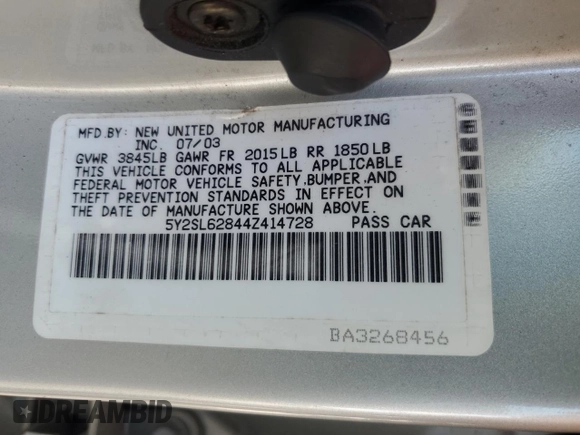 MFD.BY: NEW UNITED MOTOR MANUFACTURING
INC. 07/03
GVWR 3845LB GAWR FR 2015LB RR 1850LB
THIS VEHICLE CONFORMS TO ALL APPLICABLE
FEDERAL MOTOR VEHICLE SAFETY,BUMPER,AND
THEFT PREVENTION STANDARDS IN EFFECT ON
THE DATE OF MANUFACTURE SHOWN ABOVE.
5Y2SL62844Z414728 PASS CAR
BA3268456
DREAMBID